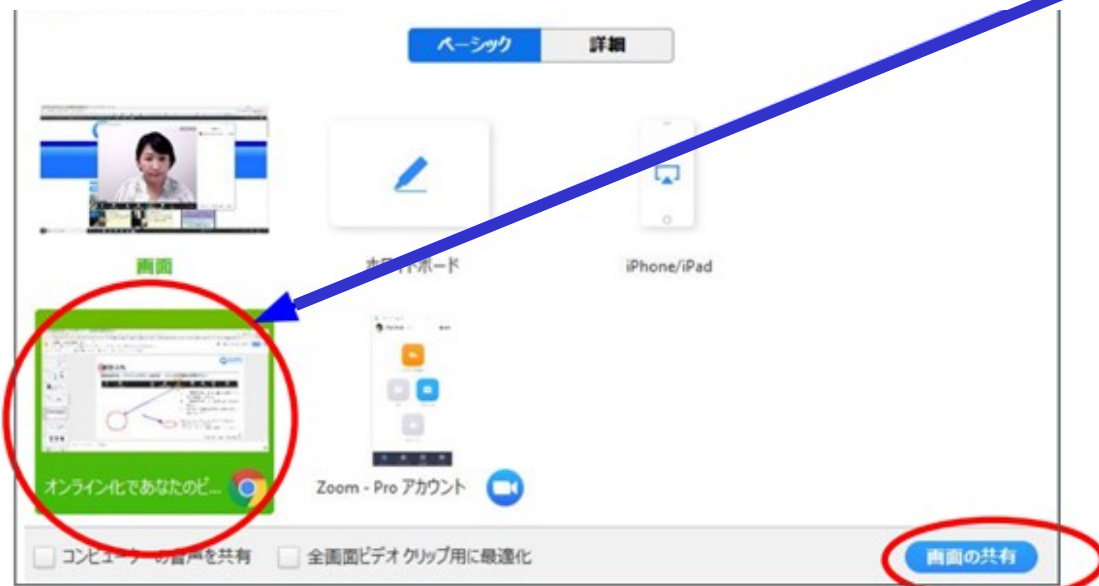 ベーシック 詳細
画面
ホワイトボード
iPhone/iPad
オンライン化であなたのビ...
Zoom - Pro アカウント
コンピューターの音声を共有
全画面ビデオ クリップ用に最適化
画面の共有